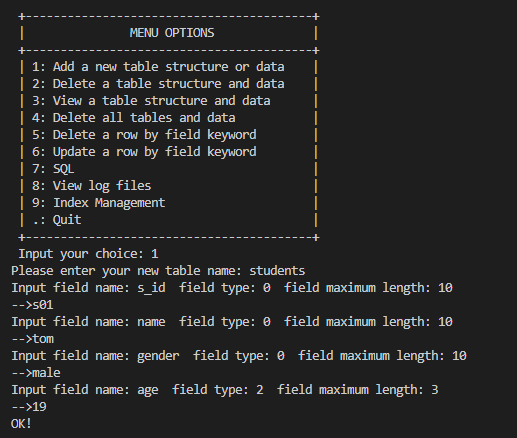 +------------------------------------------+
|               MENU OPTIONS               |
+------------------------------------------+
| 1: Add a new table structure or data     |
| 2: Delete a table structure and data     |
| 3: View a table structure and data       |
| 4: Delete all tables and data            |
| 5: Delete a row by field keyword         |
| 6: Update a row by field keyword         |
| 7: SQL                                   |
| 8: View log files                        |
| 9: Index Management                      |
| .: Quit                                  |
+------------------------------------------+
Input your choice: 1
Please enter your new table name: students
Input field name: s_id  field type: 0  field maximum length: 10
-->s01
Input field name: name  field type: 0  field maximum length: 10
-->tom
Input field name: gender  field type: 0  field maximum length: 10
-->male
Input field name: age  field type: 2  field maximum length: 3
-->19
OK!